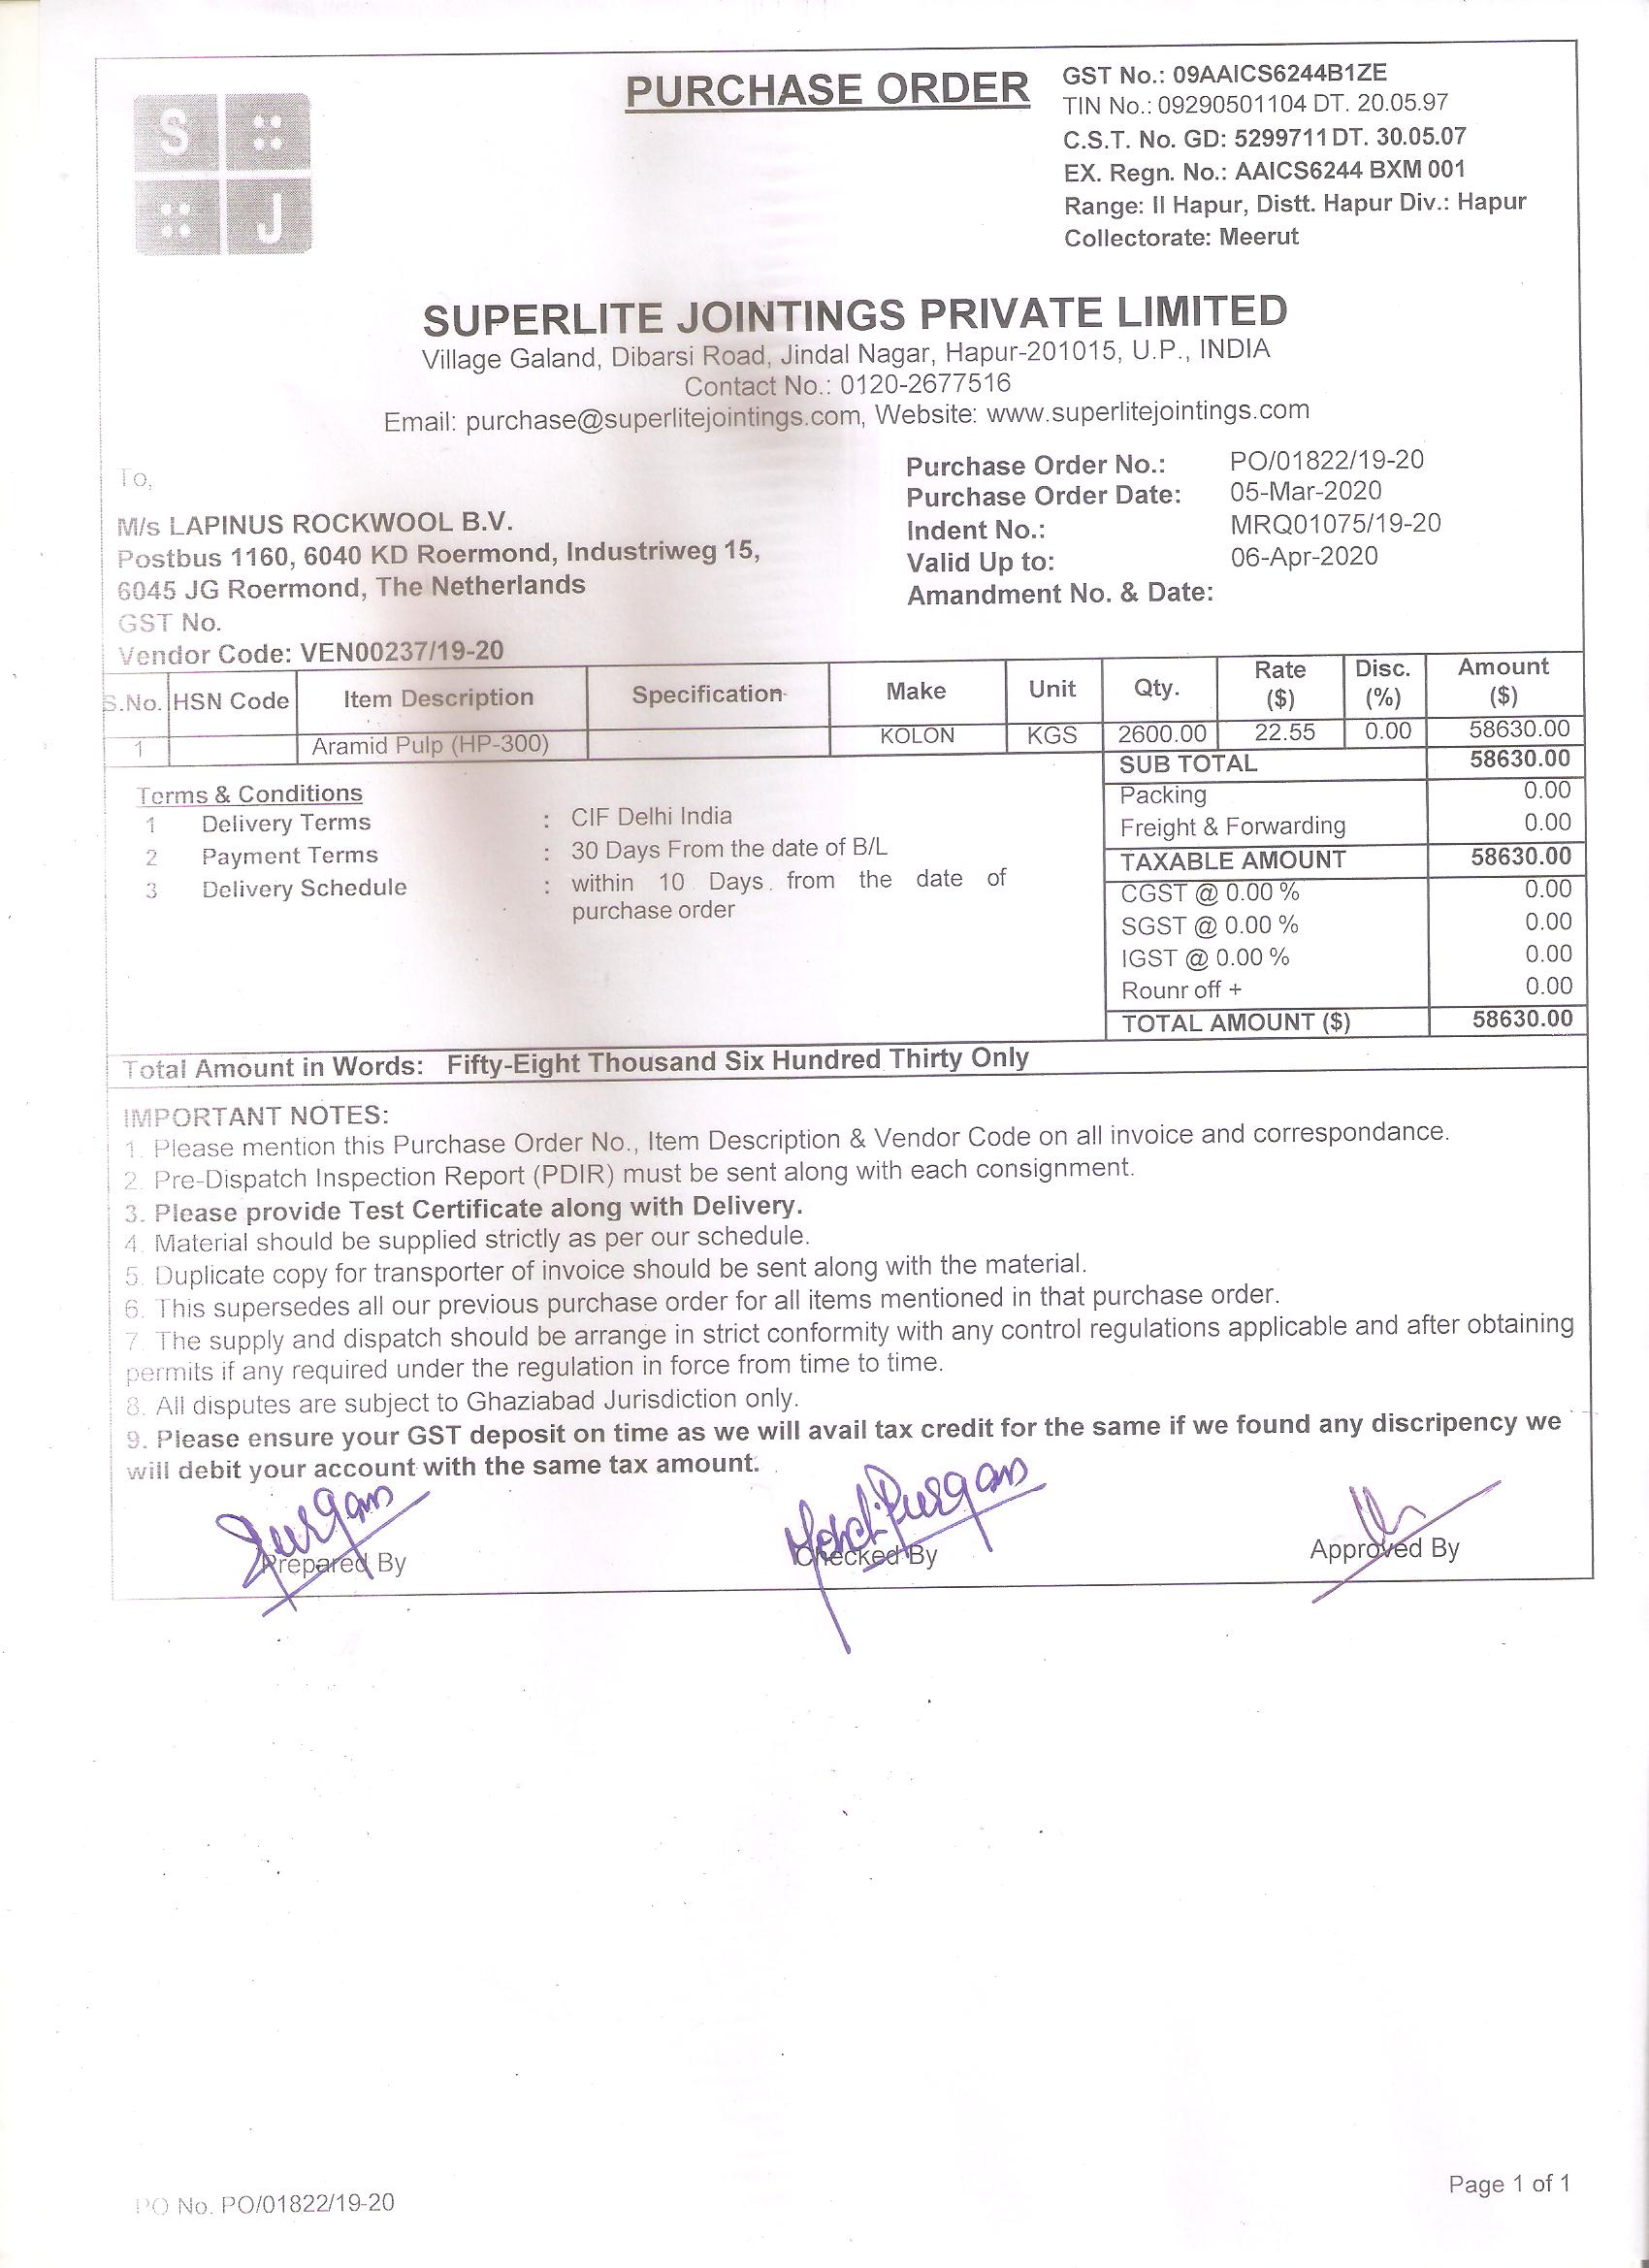 S
J
PURCHASE ORDER
GST No.: 09AAICS6244B1ZE
TIN No.: 09290501104 DT. 20.05.97
C.S.T. No. GD: 5299711 DT. 30.05.07
EX. Regn. No.: AAICS6244 BXM 001
Range: II Hapur, Distt. Hapur Div.: Hapur
Collectorate: Meerut
SUPERLITE JOINTINGS PRIVATE LIMITED
Village Galand, Dibarsi Road, Jindal Nagar, Hapur-201015, U.P., INDIA
Contact No.: 0120-2677516
Email: purchase@superlitejointings.com, Website: www.superlitejointings.com
To,
M/s LAPINUS ROCKWOOL B.V.
Postbus 1160, 6040 KD Roermond, Industriweg 15,
6045 JG Roermond, The Netherlands
GST No.
Vendor Code: VEN00237/19-20
Purchase Order No.: PO/01822/19-20
Purchase Order Date: 05-Mar-2020
Indent No.: MRQ01075/19-20
Valid Up to: 06-Apr-2020
Amandment No. & Date:
S.No. HSN Code Item Description Specification Make Unit Qty. Rate ($) Disc. (%) Amount ($)
1 Aramid Pulp (HP-300) KOLON KGS 2600.00 22.55 0.00 58630.00
SUB TOTAL 58630.00
Packing 0.00
Freight & Forwarding 0.00
TAXABLE AMOUNT 58630.00
CGST @ 0.00 % 0.00
SGST @ 0.00 % 0.00
IGST @ 0.00 % 0.00
Rounr off + 0.00
TOTAL AMOUNT ($) 58630.00
Terms & Conditions
1 Delivery Terms : CIF Delhi India
2 Payment Terms : 30 Days From the date of B/L
3 Delivery Schedule : within 10 Days. from the date of
purchase order
Total Amount in Words: Fifty-Eight Thousand Six Hundred Thirty Only
IMPORTANT NOTES:
1. Please mention this Purchase Order No., Item Description & Vendor Code on all invoice and correspondance.
2. Pre-Dispatch Inspection Report (PDIR) must be sent along with each consignment.
3. Please provide Test Certificate along with Delivery.
4. Material should be supplied strictly as per our schedule.
5. Duplicate copy for transporter of invoice should be sent along with the material.
6. This supersedes all our previous purchase order for all items mentioned in that purchase order.
7. The supply and dispatch should be arrange in strict conformity with any control regulations applicable and after obtaining
permits if any required under the regulation in force from time to time.
8. All disputes are subject to Ghaziabad Jurisdiction only.
9. Please ensure your GST deposit on time as we will avail tax credit for the same if we found any discripency we
will debit your account with the same tax amount.
Prepared By
Checked By
Approved By
PO No. PO/01822/19-20
Page 1 of 1